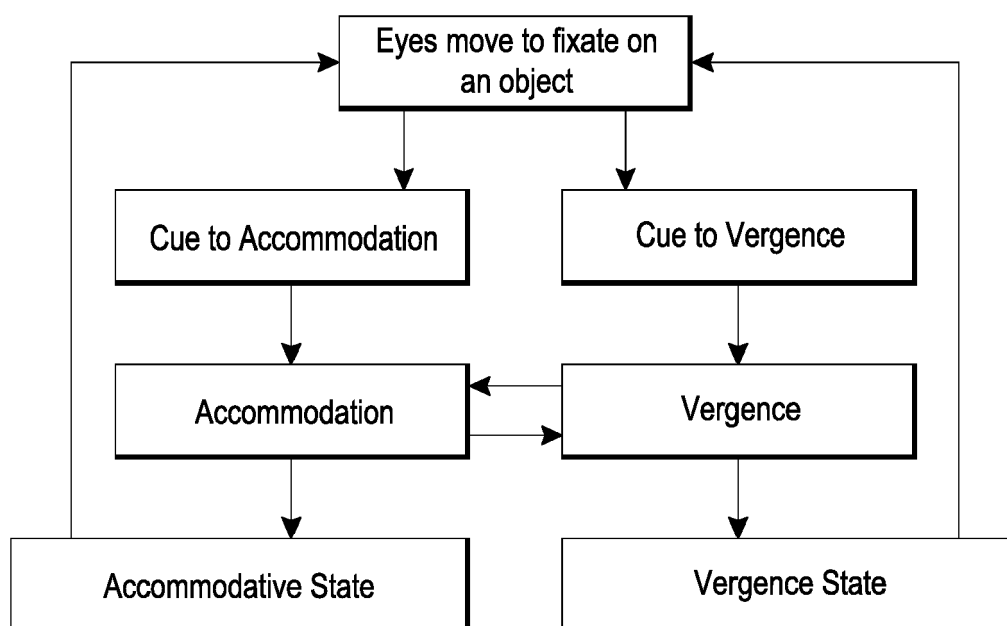 Eyes move to fixate on
an object
Cue to Accommodation
Cue to Vergence
Accommodation
Vergence
Accommodative State
Vergence State